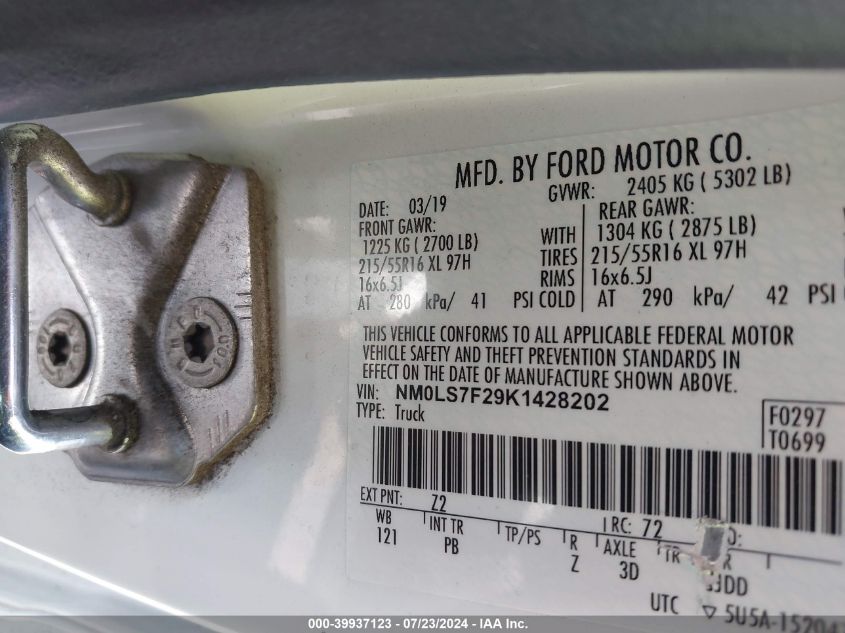 MFD. BY FORD MOTOR CO.
DATE: 03/19 GVWR: 2405 KG ( 5302 LB)
FRONT GAWR: REAR GAWR:
1225 KG ( 2700 LB) WITH 1304 KG ( 2875 LB)
215/55R16 XL 97H TIRES 215/55R16 XL 97H
16x6.5J RIMS 16x6.5J
AT 280 kPa/ 41 PSI COLD AT 290 kPa/ 42 PSI
THIS VEHICLE CONFORMS TO ALL APPLICABLE FEDERAL MOTOR
VEHICLE SAFETY AND THEFT PREVENTION STANDARDS IN
EFFECT ON THE DATE OF MANUFACTURE SHOWN ABOVE.
VIN: NM0LS7F29K1428202
TYPE: Truck
F0297
T0699
EXT PNT: Z2 RC: 72
WB INT TR TP/PS R AXLE TR
121 PB Z 3D
UTC ▽ 5U5A-15204
000-39937123 - 07/23/2024 - IAA Inc.